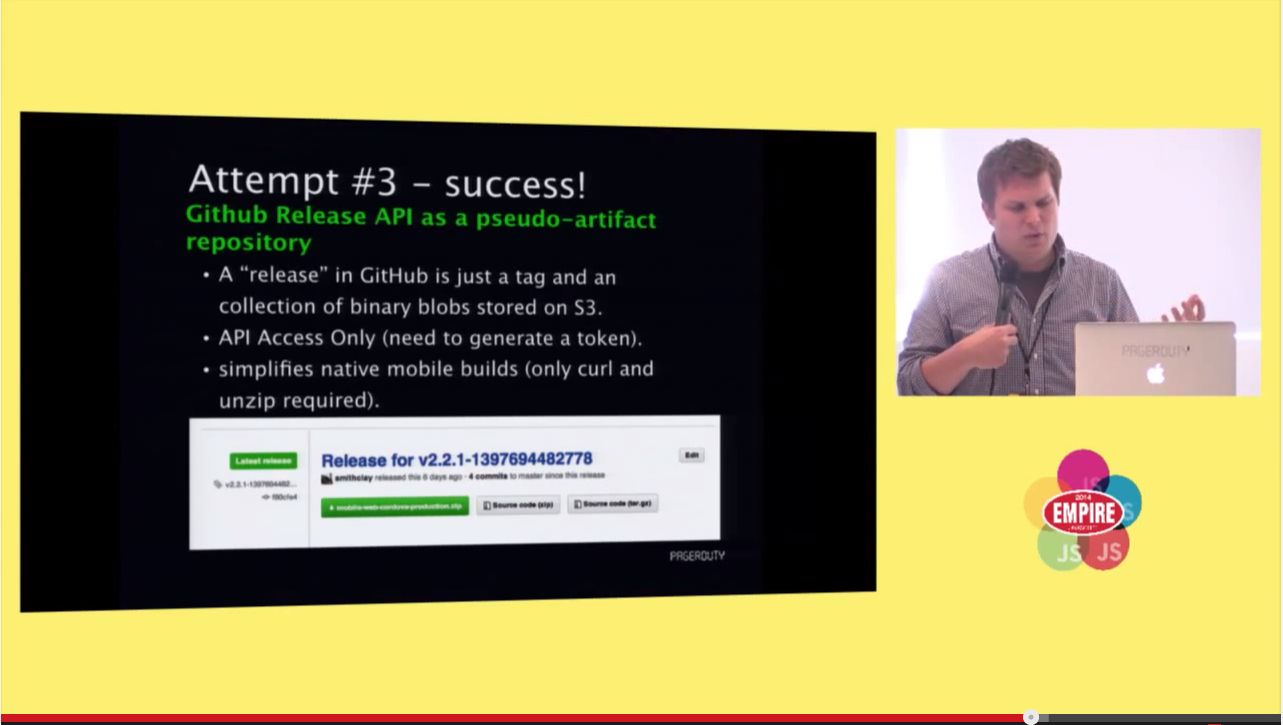 Attempt #3 – success!
Github Release API as a pseudo-artifact
repository
• A “release” in GitHub is just a tag and an
collection of binary blobs stored on S3.
• API Access Only (need to generate a token).
• simplifies native mobile builds (only curl and
unzip required).
Latest release
Release for v2.2.1-1397694482778
Edit
smithclay released this 6 days ago · 4 commits to master since this release
v2.2.1-1397694482...
mobile-web-cordova-production.zip
Source code (zip)
Source code (tar.gz)
PAGERDUTY
PAGERDUTY
JS
JS
2014
EMPIRE
JS
JS